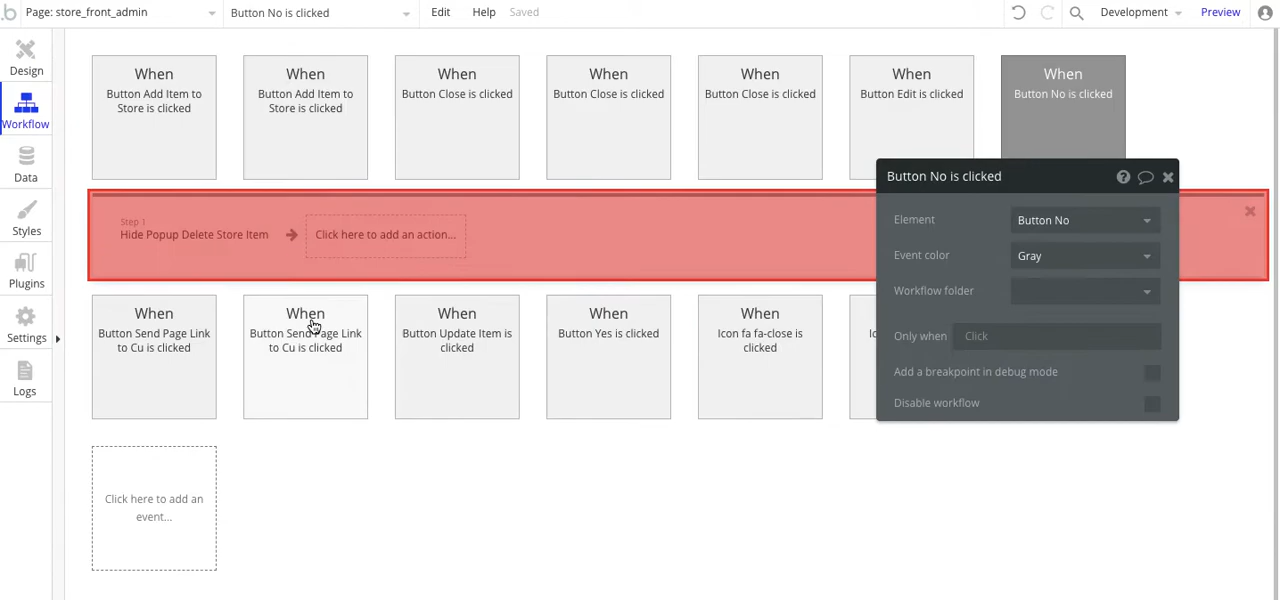 b Page: store_front_admin Button No is clicked Edit Help Saved Development Preview
Design
Workflow
Data
Styles
Plugins
Settings
Logs
When
Button Add Item to
Store is clicked
When
Button Add Item to
Store is clicked
When
Button Close is clicked
When
Button Close is clicked
When
Button Close is clicked
When
Button Edit is clicked
When
Button No is clicked
Step 1
Hide Popup Delete Store Item
Click here to add an action...
Button No is clicked
Element Button No
Event color Gray
Workflow folder
Only when Click
Add a breakpoint in debug mode
Disable workflow
When
Button Send Page Link
to Cu is clicked
When
Button Send Page Link
to Cu is clicked
When
Button Update Item is
clicked
When
Button Yes is clicked
When
Icon fa fa-close is
clicked
Click here to add an
event...